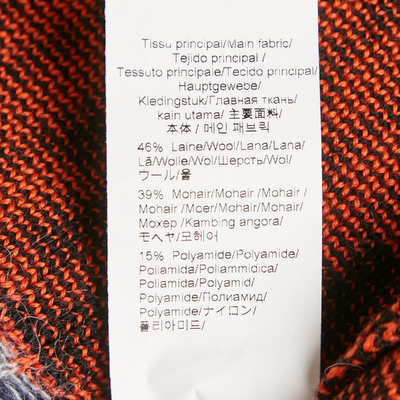 Tissu principal/Main fabric/
Tejido principal /
Tessuto principale/Tecido principal/
Hauptgewebe/
Kledingstuk/Главная ткань/
kain utama/ 主要面料/
本体 / 메인 패브릭
46% Laine/Wool/Lana/Lana/
Lã/Wolle/Wol/Шерсть/Wol/
ウール/울
39% Mohair/Mohair /Mohair /
Mohair /Moer/Mohair/Mohair/
Мохер /Kambing angora/
モヘヤ/모헤어
15% Polyamide/Polyamide/
Poliamida/Poliammidica/
Poliamida/Polyamid/
Polyamide/Полиамид/
Polyamide/ナイロン/
폴리아미드/